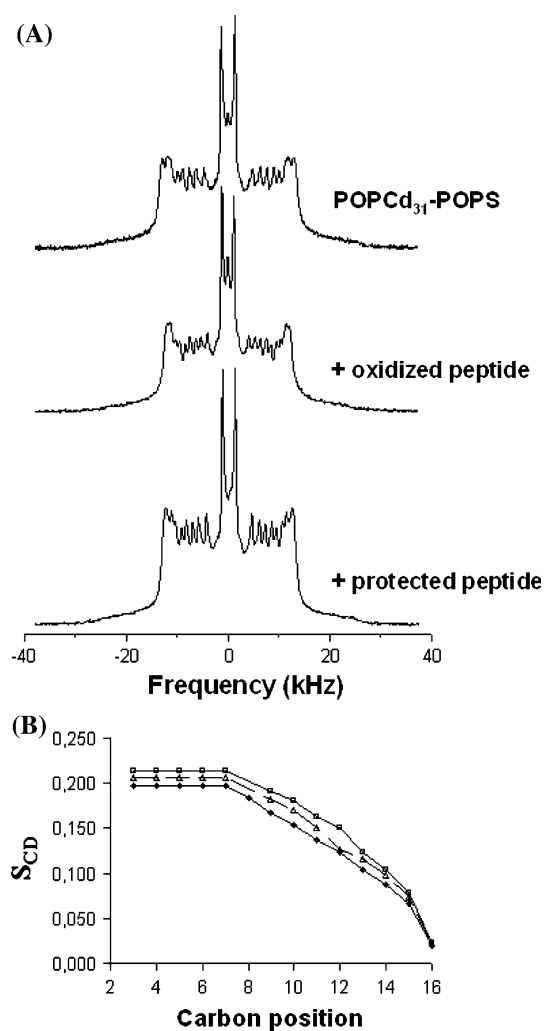 (A)
POPCd31-POPS
+ oxidized peptide
+ protected peptide
-40 -20 0 20 40
Frequency (kHz)
(B)
0,250
0,200
0,150
0,100
0,050
0,000
SCD
2 4 6 8 10 12 14 16
Carbon position